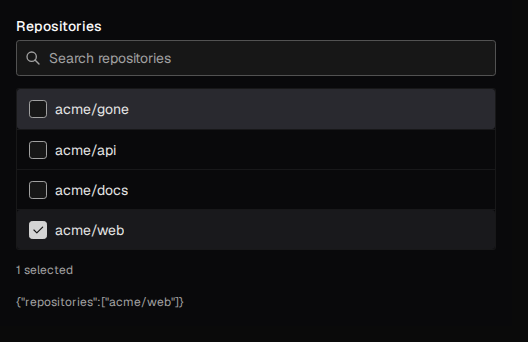 Repositories
Search repositories
acme/gone
acme/api
acme/docs
acme/web
1 selected
{"repositories":["acme/web"]}